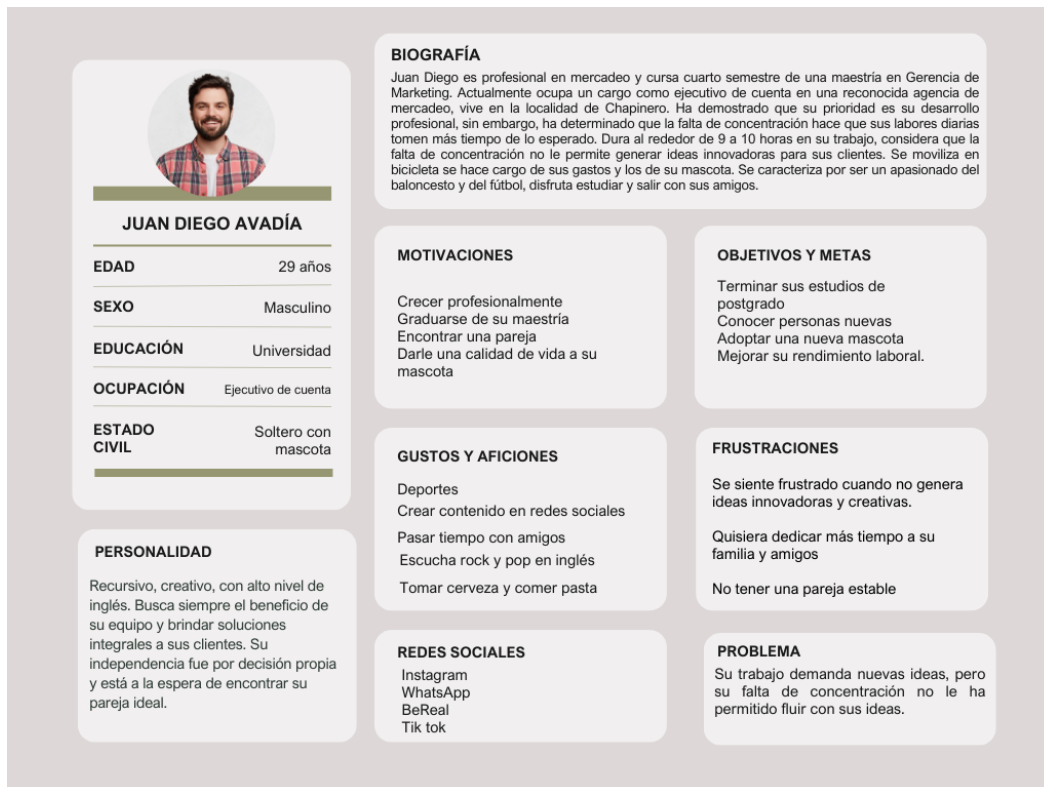 JUAN DIEGO AVADÍA
EDAD 29 años
SEXO Masculino
EDUCACIÓN Universidad
OCUPACIÓN Ejecutivo de cuenta
ESTADO
CIVIL
Soltero con
mascota
PERSONALIDAD
Recursivo, creativo, con alto nivel de
inglés. Busca siempre el beneficio de
su equipo y brindar soluciones
integrales a sus clientes. Su
independencia fue por decisión propia
y está a la espera de encontrar su
pareja ideal.
BIOGRAFÍA
Juan Diego es profesional en mercadeo y cursa cuarto semestre de una maestría en Gerencia de
Marketing. Actualmente ocupa un cargo como ejecutivo de cuenta en una reconocida agencia de
mercadeo, vive en la localidad de Chapinero. Ha demostrado que su prioridad es su desarrollo
profesional, sin embargo, ha determinado que la falta de concentración hace que sus labores diarias
tomen más tiempo de lo esperado. Dura al rededor de 9 a 10 horas en su trabajo, considera que la
falta de concentración no le permite generar ideas innovadoras para sus clientes. Se moviliza en
bicicleta se hace cargo de sus gastos y los de su mascota. Se caracteriza por ser un apasionado del
baloncesto y del fútbol, disfruta estudiar y salir con sus amigos.
MOTIVACIONES
Crecer profesionalmente
Graduarse de su maestría
Encontrar una pareja
Darle una calidad de vida a su
mascota
OBJETIVOS Y METAS
Terminar sus estudios de
postgrado
Conocer personas nuevas
Adoptar una nueva mascota
Mejorar su rendimiento laboral.
GUSTOS Y AFICIONES
Deportes
Crear contenido en redes sociales
Pasar tiempo con amigos
Escucha rock y pop en inglés
Tomar cerveza y comer pasta
FRUSTRACIONES
Se siente frustrado cuando no genera
ideas innovadoras y creativas.
Quisiera dedicar más tiempo a su
familia y amigos
No tener una pareja estable
REDES SOCIALES
Instagram
WhatsApp
BeReal
Tik tok
PROBLEMA
Su trabajo demanda nuevas ideas, pero
su falta de concentración no le ha
permitido fluir con sus ideas.